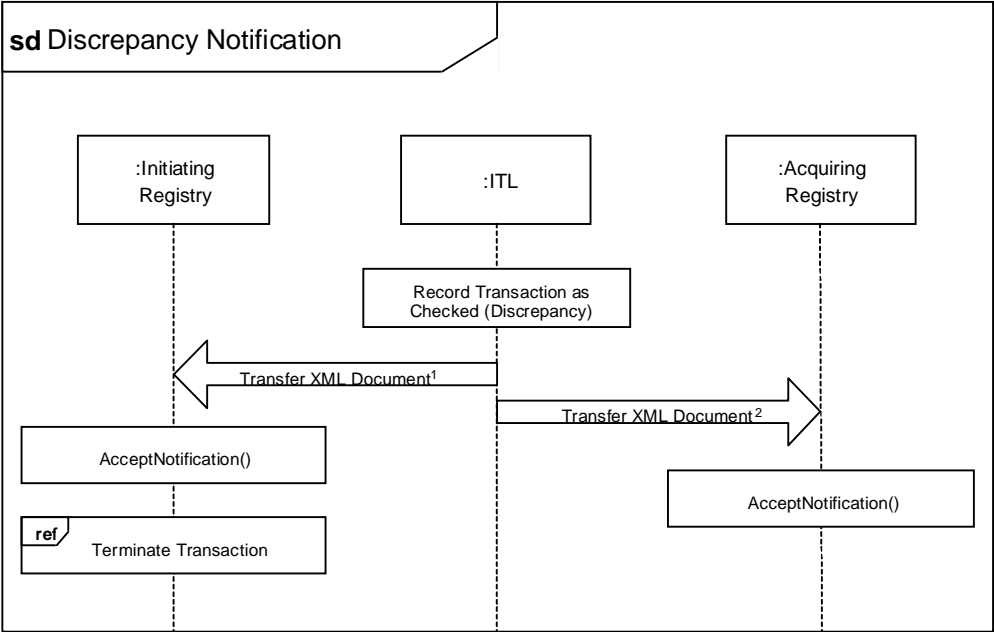 sd Discrepancy Notification
:Initiating
Registry
:ITL
:Acquiring
Registry
Record Transaction as
Checked (Discrepancy)
Transfer XML Document¹
Transfer XML Document²
AcceptNotification()
AcceptNotification()
ref
Terminate Transaction